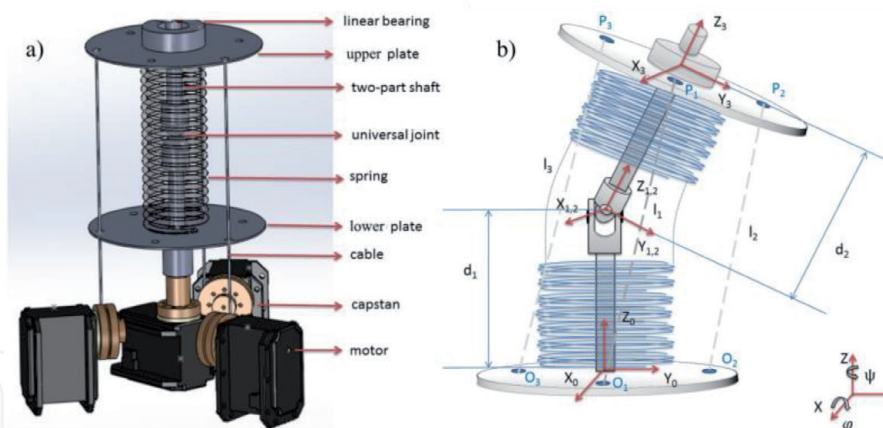 a)
linear bearing
upper plate
two-part shaft
universal joint
spring
lower plate
cable
capstan
motor
b)
Z3
P3
X3
P1
Y3
P2
l3
Z1,2
X1,2
l1
Y1,2
l2
d2
d1
Z0
O3
X0
O1
Y0
O2
Z
ψ
X
φ